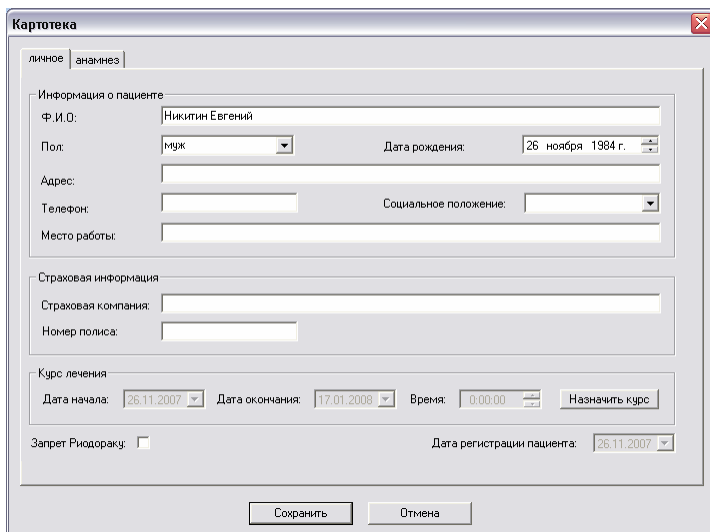 Картотека
личное анамнез
Информация о пациенте
Ф.И.О: Никитин Евгений
Пол: муж Дата рождения: 26 ноября 1984 г.
Адрес:
Телефон: Социальное положение:
Место работы:
Страховая информация
Страховая компания:
Номер полиса:
Курс лечения
Дата начала: 26.11.2007 Дата окончания: 17.01.2008 Время: 0:00:00 Назначить курс
Запрет Риодораку: Дата регистрации пациента: 26.11.2007
Сохранить Отмена